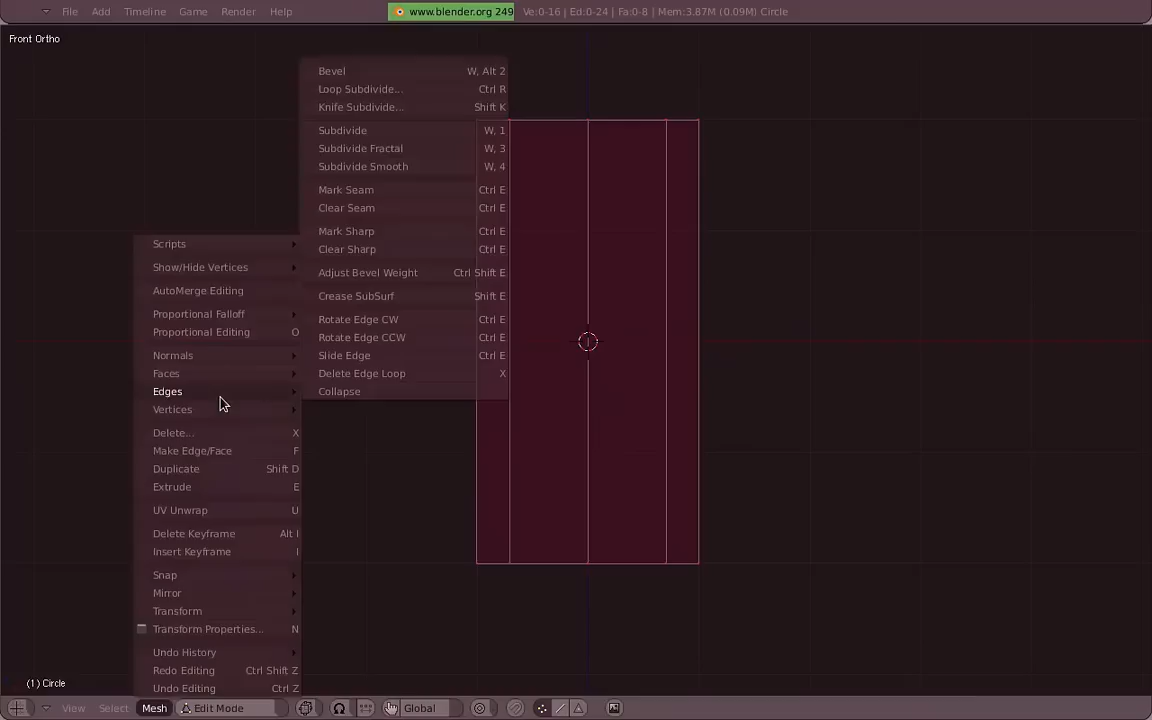 File Add Timeline Game Render Help www.blender.org 249 Ve:0-16 | Ed:0-24 | Fa:0-8 | Mem:3.87M (0.09M) Circle
Front Ortho
Bevel W, Alt 2
Loop Subdivide... Ctrl R
Knife Subdivide... Shift K
Subdivide W, 1
Subdivide Fractal W, 3
Subdivide Smooth W, 4
Mark Seam Ctrl E
Clear Seam Ctrl E
Mark Sharp Ctrl E
Clear Sharp Ctrl E
Adjust Bevel Weight Ctrl Shift E
Crease SubSurf Shift E
Rotate Edge CW Ctrl E
Rotate Edge CCW Ctrl E
Slide Edge Ctrl E
Delete Edge Loop X
Collapse
Scripts
Show/Hide Vertices
AutoMerge Editing
Proportional Falloff
Proportional Editing O
Normals
Faces
Edges
Vertices
Delete... X
Make Edge/Face F
Duplicate Shift D
Extrude E
UV Unwrap U
Delete Keyframe Alt I
Insert Keyframe I
Snap
Mirror
Transform
Transform Properties... N
Undo History
Redo Editing Ctrl Shift Z
Undo Editing Ctrl Z
(1) Circle
View Select Mesh Edit Mode Global